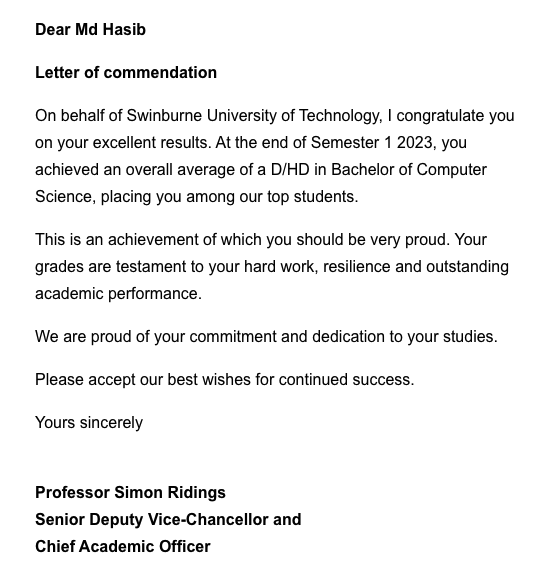 Dear Md Hasib
Letter of commendation
On behalf of Swinburne University of Technology, I congratulate you
on your excellent results. At the end of Semester 1 2023, you
achieved an overall average of a D/HD in Bachelor of Computer
Science, placing you among our top students.
This is an achievement of which you should be very proud. Your
grades are testament to your hard work, resilience and outstanding
academic performance.
We are proud of your commitment and dedication to your studies.
Please accept our best wishes for continued success.
Yours sincerely
Professor Simon Ridings
Senior Deputy Vice-Chancellor and
Chief Academic Officer